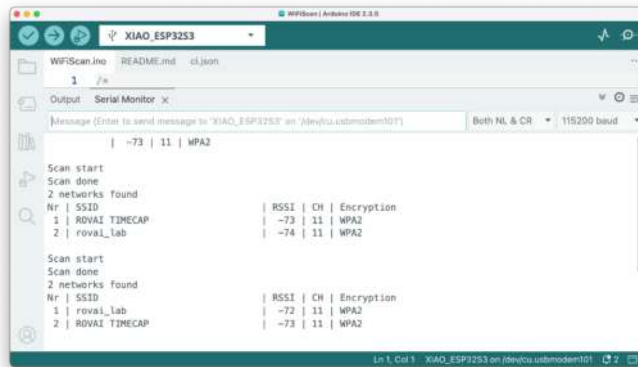 WiFiScan | Arduino IDE 2.3.0
XIAO_ESP32S3
WiFiScan.ino README.md ci.json
1 /*
Output Serial Monitor x
Message (Enter to send message to 'XIAO_ESP32S3' on '/dev/cu.usbmodem101') Both NL & CR 115200 baud
| -73 | 11 | WPA2
Scan start
Scan done
2 networks found
Nr | SSID | RSSI | CH | Encryption
1 | ROVAI TIMECAP | -73 | 11 | WPA2
2 | rovai_lab | -74 | 11 | WPA2
Scan start
Scan done
2 networks found
Nr | SSID | RSSI | CH | Encryption
1 | rovai_lab | -72 | 11 | WPA2
2 | ROVAI TIMECAP | -73 | 11 | WPA2
Ln 1, Col 1 XIAO_ESP32S3 on /dev/cu.usbmodem101 2